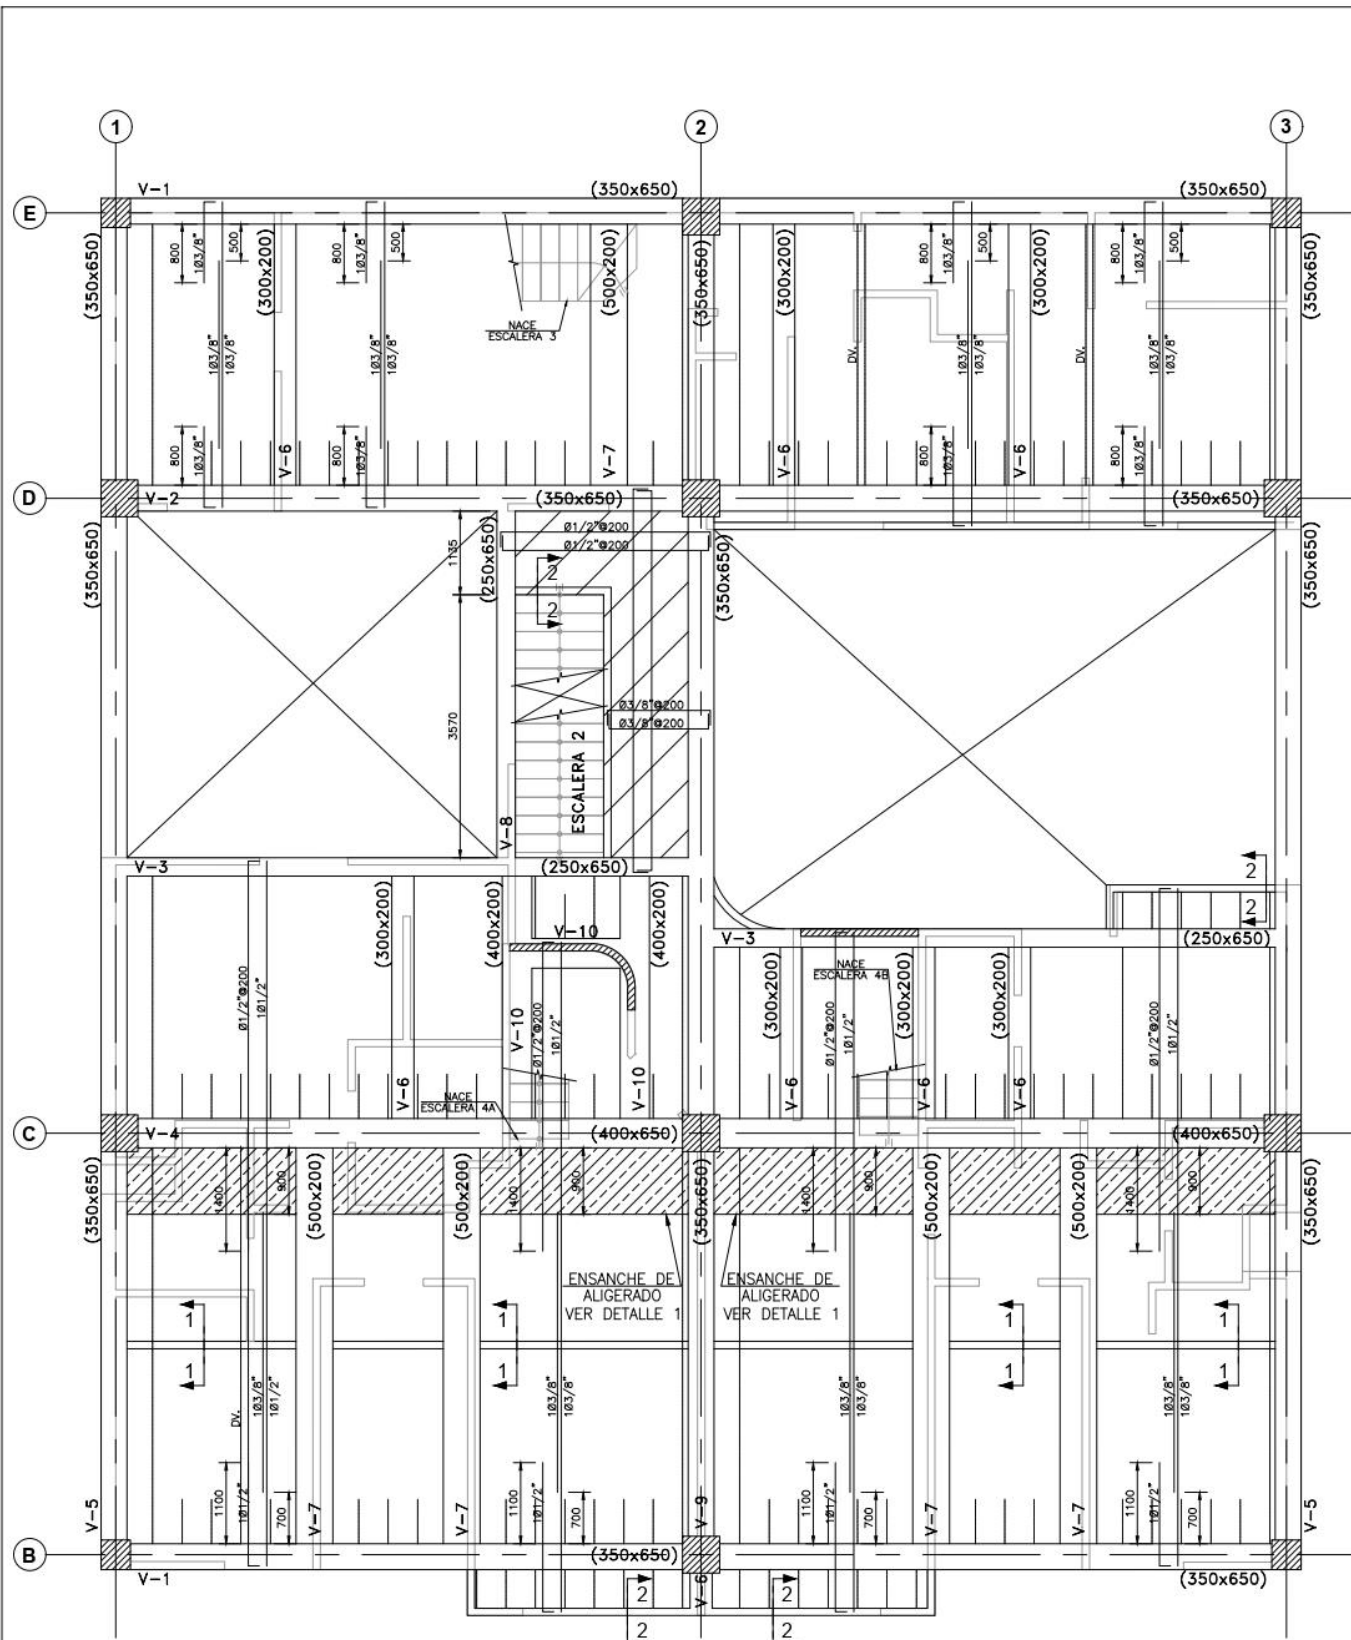 1
2
3
E
V-1
(350x650)
(350x650)
(350x650)
800
1Ø3/8"
500
(300x200)
800
1Ø3/8"
500
(500x200)
(350x650)
(300x200)
800
1Ø3/8"
500
(300x200)
800
1Ø3/8"
500
(350x650)
NACE
ESCALERA 3
1Ø3/8"
1Ø3/8"
1Ø3/8"
1Ø3/8"
DV.
1Ø3/8"
1Ø3/8"
DV.
1Ø3/8"
1Ø3/8"
800
1Ø3/8"
V-6
800
1Ø3/8"
V-7
V-6
800
1Ø3/8"
V-6
800
1Ø3/8"
D
V-2
(350x650)
(350x650)
(350x650)
1135
(250x650)
Ø1/2"@200
Ø1/2"@200
2
2
(350x650)
(350x650)
3570
Ø3/8"@200
Ø3/8"@200
ESCALERA 2
V-8
V-3
(250x650)
2
2
(300x200)
(400x200)
V-10
(400x200)
V-3
(250x650)
Ø1/2"@200
1Ø1/2"
V-10
Ø1/2"@200
1Ø1/2"
(300x200)
NACE
ESCALERA 4B
Ø1/2"@200
1Ø1/2"
(300x200)
(300x200)
Ø1/2"@200
1Ø1/2"
V-6
NACE
ESCALERA 4A
V-10
V-6
V-6
V-6
C
V-4
(400x650)
(400x650)
(350x650)
1400
900
(500x200)
(500x200)
1400
900
(350x650)
1400
900
(500x200)
(500x200)
1400
900
(350x650)
ENSANCHE DE
ALIGERADO
VER DETALLE 1
ENSANCHE DE
ALIGERADO
VER DETALLE 1
1
1
1
1
1
1
1
1
DV.
1Ø3/8"
1Ø1/2"
1Ø3/8"
1Ø3/8"
1Ø3/8"
1Ø3/8"
1Ø3/8"
1Ø3/8"
V-5
1100
1Ø1/2"
700
V-7
V-7
1100
1Ø1/2"
700
V-9
1100
1Ø1/2"
700
V-7
V-7
1100
1Ø1/2"
700
V-5
B
V-1
(350x650)
(350x650)
V-6
2
2
2
2